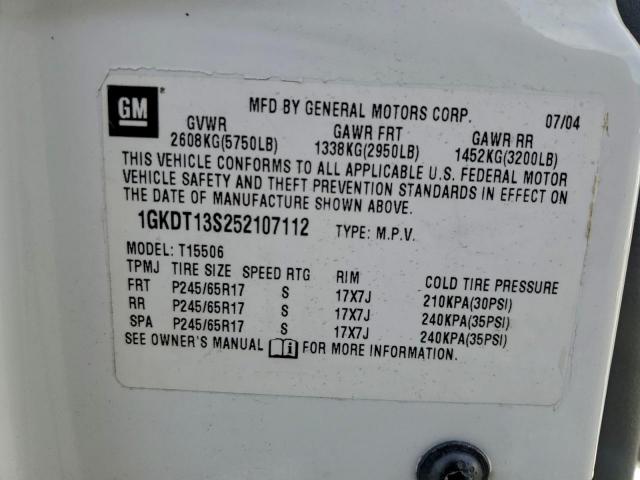 GM
MFD BY GENERAL MOTORS CORP. 07/04
GVWR GAWR FRT GAWR RR
2608KG(5750LB) 1338KG(2950LB) 1452KG(3200LB)
THIS VEHICLE CONFORMS TO ALL APPLICABLE U.S. FEDERAL MOTOR
VEHICLE SAFETY AND THEFT PREVENTION STANDARDS IN EFFECT ON
THE DATE OF MANUFACTURE SHOWN ABOVE.
1GKDT13S252107112 TYPE: M.P.V.
MODEL: T15506
TPMJ TIRE SIZE SPEED RTG RIM COLD TIRE PRESSURE
FRT P245/65R17 S 17X7J 210KPA(30PSI)
RR P245/65R17 S 17X7J 240KPA(35PSI)
SPA P245/65R17 S 17X7J 240KPA(35PSI)
SEE OWNER'S MANUAL FOR MORE INFORMATION.